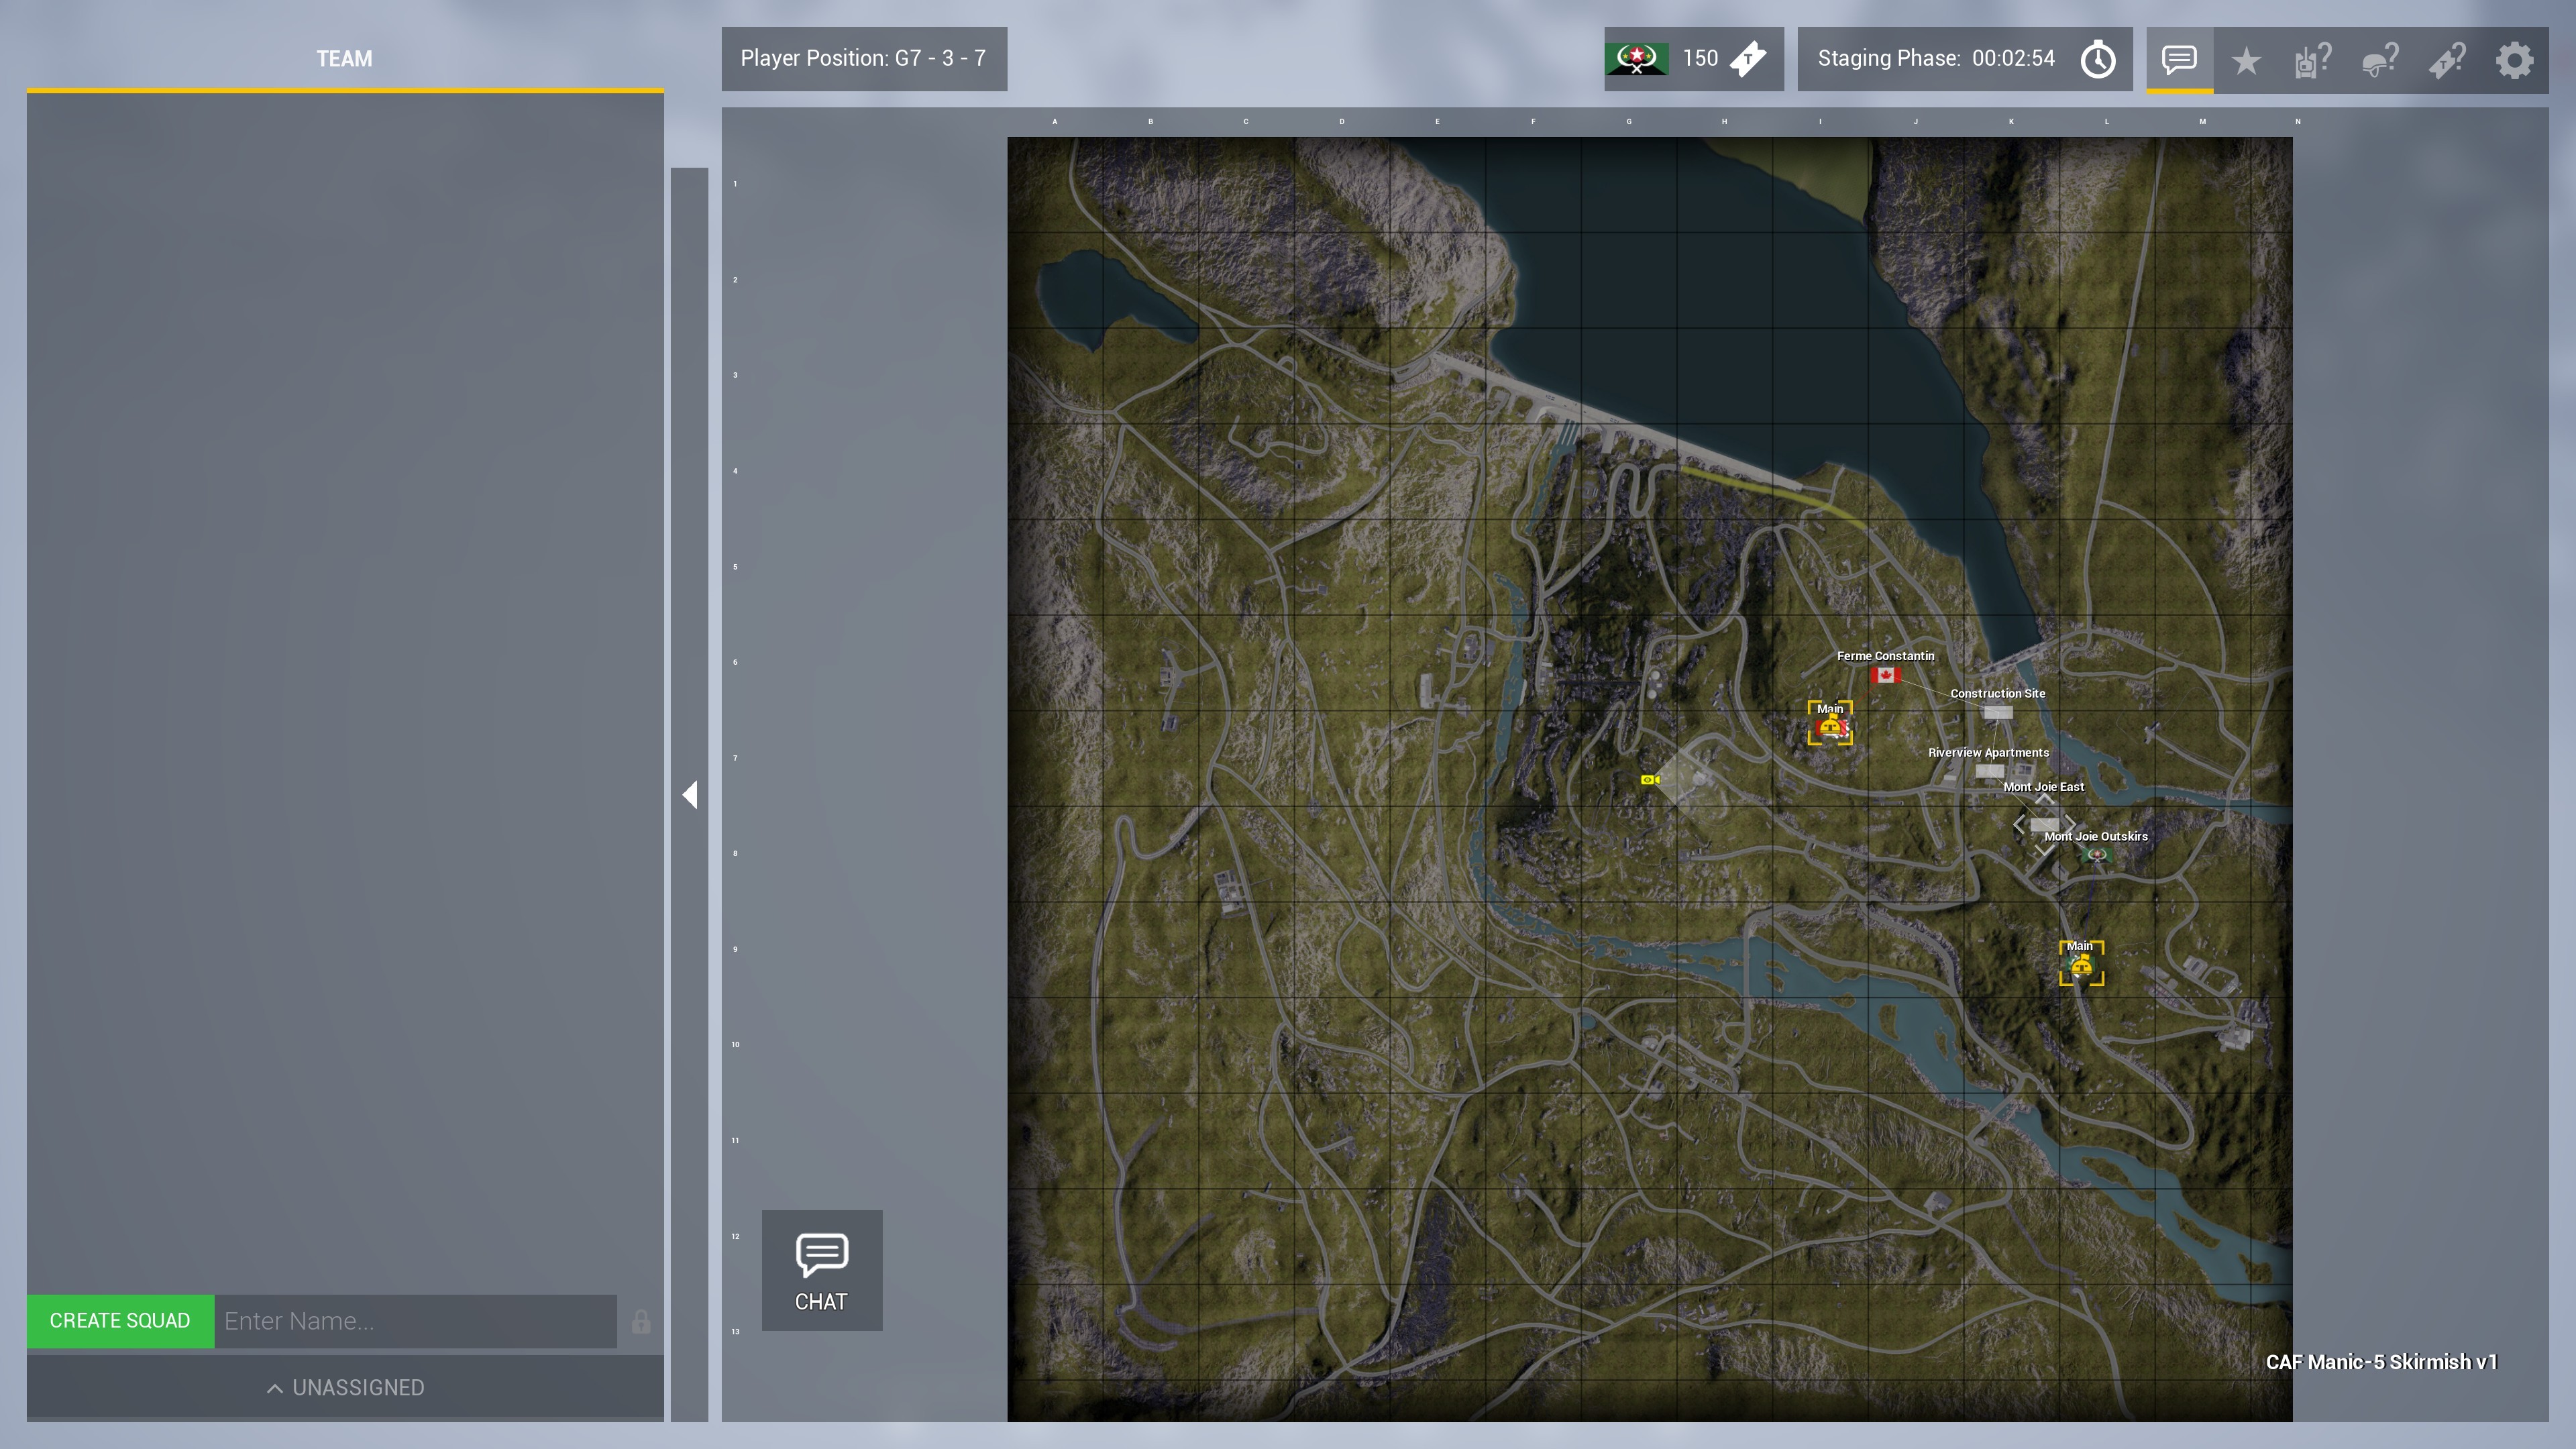 TEAM
Player Position: G7 - 3 - 7
150
T
Staging Phase: 00:02:54
?
?
T?
A B C D E F G H I J K L M N
1
2
3
4
5
6
7
8
9
10
11
12
13
Ferme Constantin
Construction Site
Main
Riverview Apartments
Mont Joie East
Mont Joie Outskirs
Main
CHAT
CREATE SQUAD
Enter Name...
UNASSIGNED
CAF Manic-5 Skirmish v1